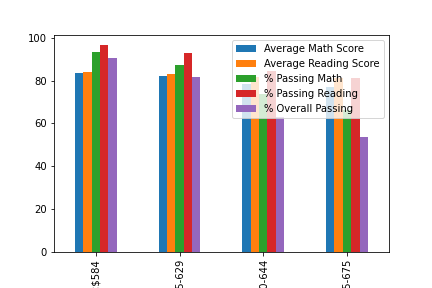 100
80
60
40
20
0
Average Math Score
Average Reading Score
% Passing Math
% Passing Reading
% Overall Passing
$584
5-629
0-644
5-675